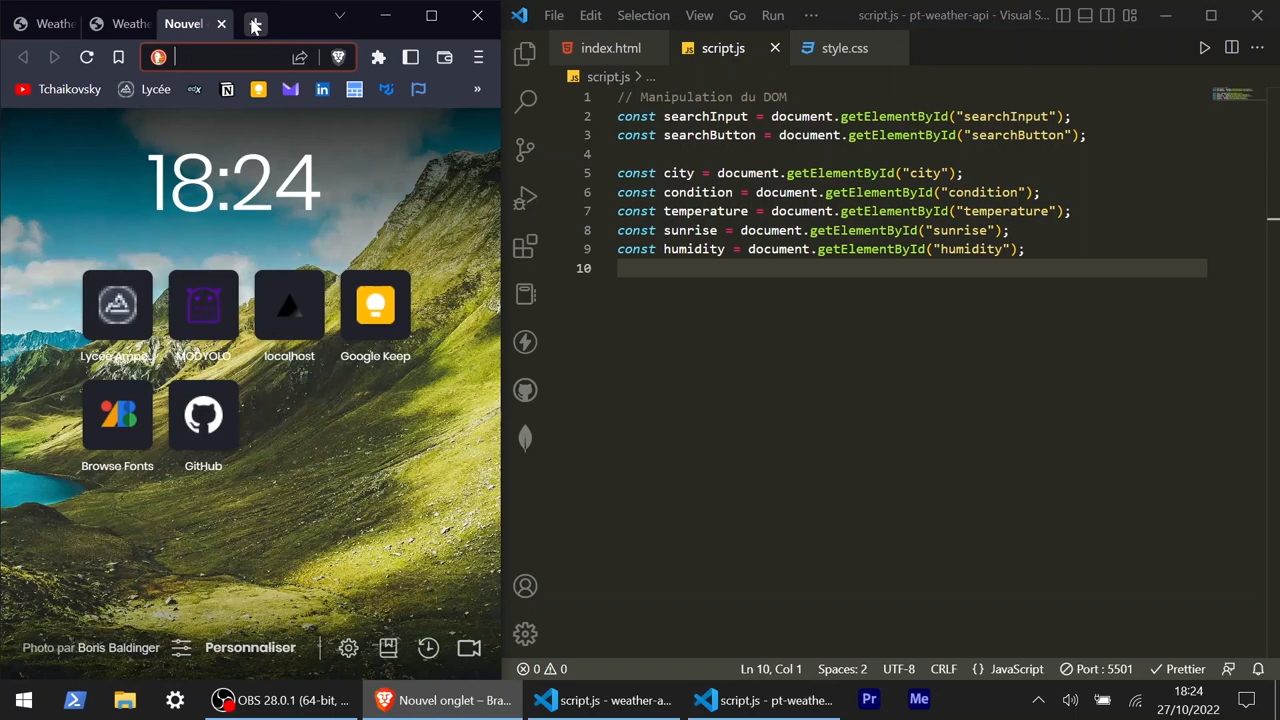 Weathe
Weathe
Nouvel
Tchaikovsky
Lycée
edX
»
18:24
MODYOLO
localhost
Google Keep
Browse Fonts
GitHub
Photo par Boris Baldinger
Personnaliser
File Edit Selection View Go Run ···
script.js - pt-weather-api - Visual S...
index.html
script.js
style.css
script.js > ...
1 // Manipulation du DOM
2 const searchInput = document.getElementById("searchInput");
3 const searchButton = document.getElementById("searchButton");
4
5 const city = document.getElementById("city");
6 const condition = document.getElementById("condition");
7 const temperature = document.getElementById("temperature");
8 const sunrise = document.getElementById("sunrise");
9 const humidity = document.getElementById("humidity");
10
0 0
Ln 10, Col 1
Spaces: 2
UTF-8
CRLF
{} JavaScript
Port : 5501
Prettier
OBS 28.0.1 (64-bit, ...
Nouvel onglet - Bra...
script.js - weather-a...
script.js - pt-weathe...
Pr
Me
18:24
27/10/2022